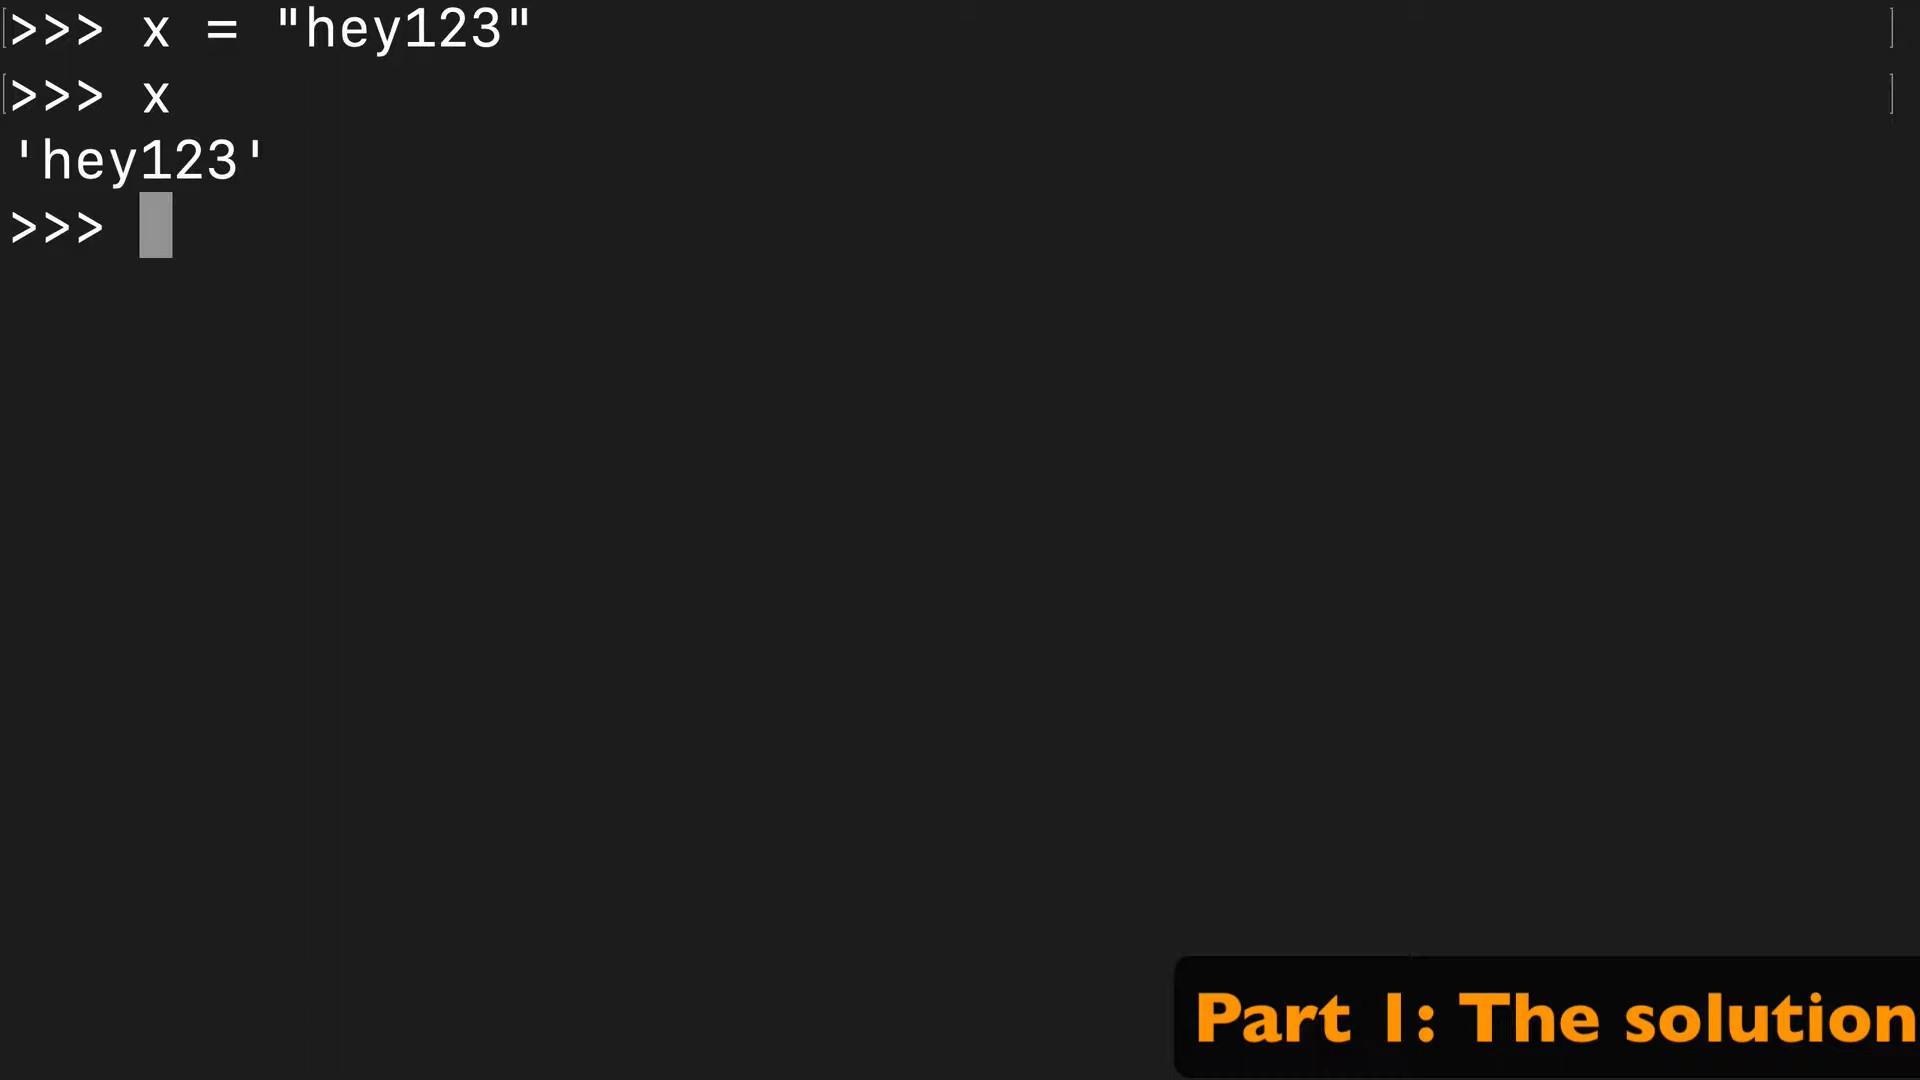 >>> x = "hey123"
>>> x
'hey123'
>>>
Part 1: The solution